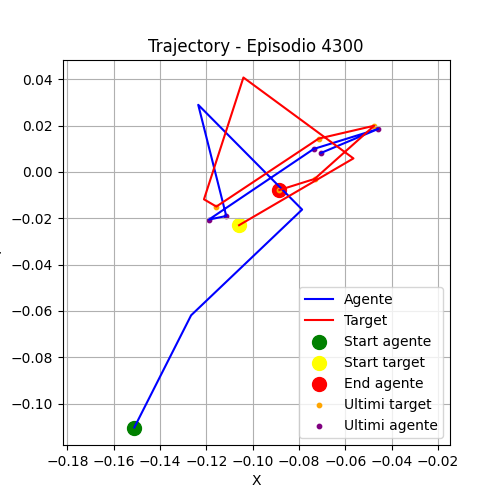 Trajectory - Episodio 4300
0.04
0.02
0.00
−0.02
−0.04
−0.06
−0.08
−0.10
Agente
Target
Start agente
Start target
End agente
Ultimi target
Ultimi agente
−0.18 −0.16 −0.14 −0.12 −0.10 −0.08 −0.06 −0.04 −0.02
X